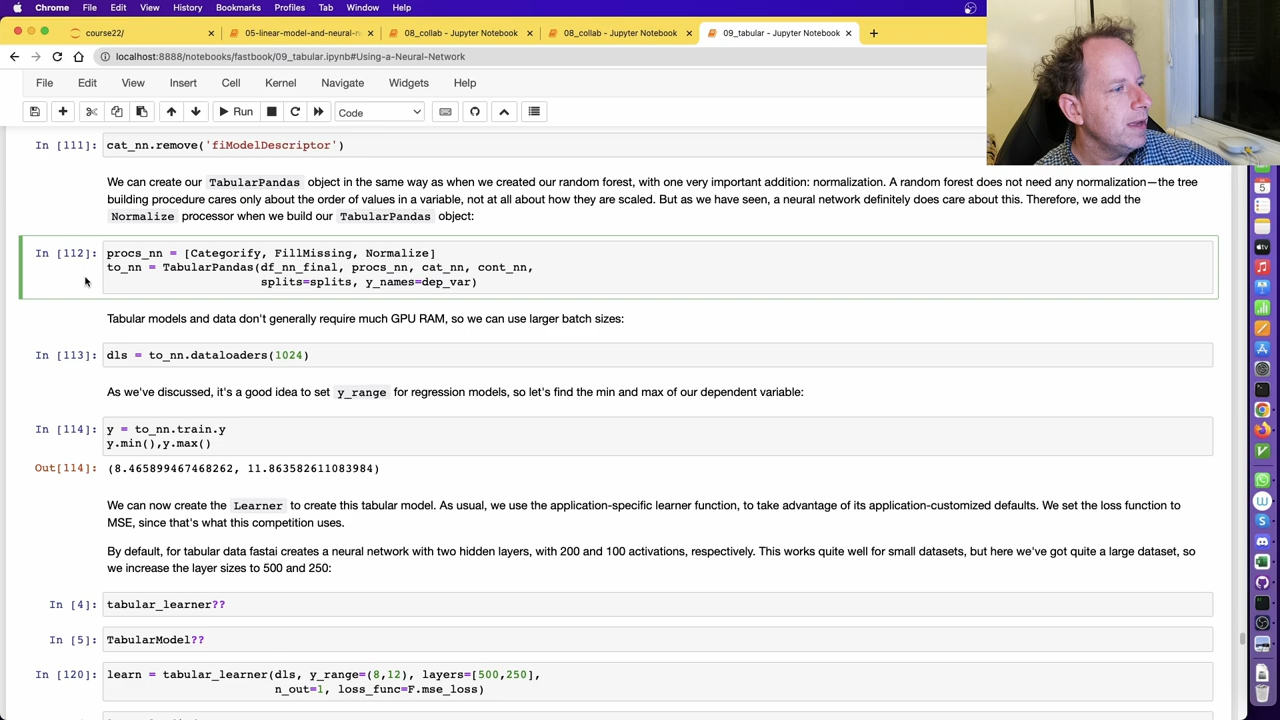 Chrome File Edit View History Bookmarks Profiles Tab Window Help
course22/ 05-linear-model-and-neural-n 08_collab - Jupyter Notebook 08_collab - Jupyter Notebook 09_tabular - Jupyter Notebook
localhost:8888/notebooks/fastbook/09_tabular.ipynb#Using-a-Neural-Network
File Edit View Insert Cell Kernel Navigate Widgets Help
Run Code
In [111]: cat_nn.remove('fiModelDescriptor')
We can create our TabularPandas object in the same way as when we created our random forest, with one very important addition: normalization. A random forest does not need any normalization—the tree
building procedure cares only about the order of values in a variable, not at all about how they are scaled. But as we have seen, a neural network definitely does care about this. Therefore, we add the
Normalize processor when we build our TabularPandas object:
In [112]: procs_nn = [Categorify, FillMissing, Normalize]
to_nn = TabularPandas(df_nn_final, procs_nn, cat_nn, cont_nn,
splits=splits, y_names=dep_var)
Tabular models and data don't generally require much GPU RAM, so we can use larger batch sizes:
In [113]: dls = to_nn.dataloaders(1024)
As we've discussed, it's a good idea to set y_range for regression models, so let's find the min and max of our dependent variable:
In [114]: y = to_nn.train.y
y.min(),y.max()
Out[114]: (8.465899467468262, 11.863582611083984)
We can now create the Learner to create this tabular model. As usual, we use the application-specific learner function, to take advantage of its application-customized defaults. We set the loss function to
MSE, since that's what this competition uses.
By default, for tabular data fastai creates a neural network with two hidden layers, with 200 and 100 activations, respectively. This works quite well for small datasets, but here we've got quite a large dataset, so
we increase the layer sizes to 500 and 250:
In [4]: tabular_learner??
In [5]: TabularModel??
In [120]: learn = tabular_learner(dls, y_range=(8,12), layers=[500,250],
n_out=1, loss_func=F.mse_loss)